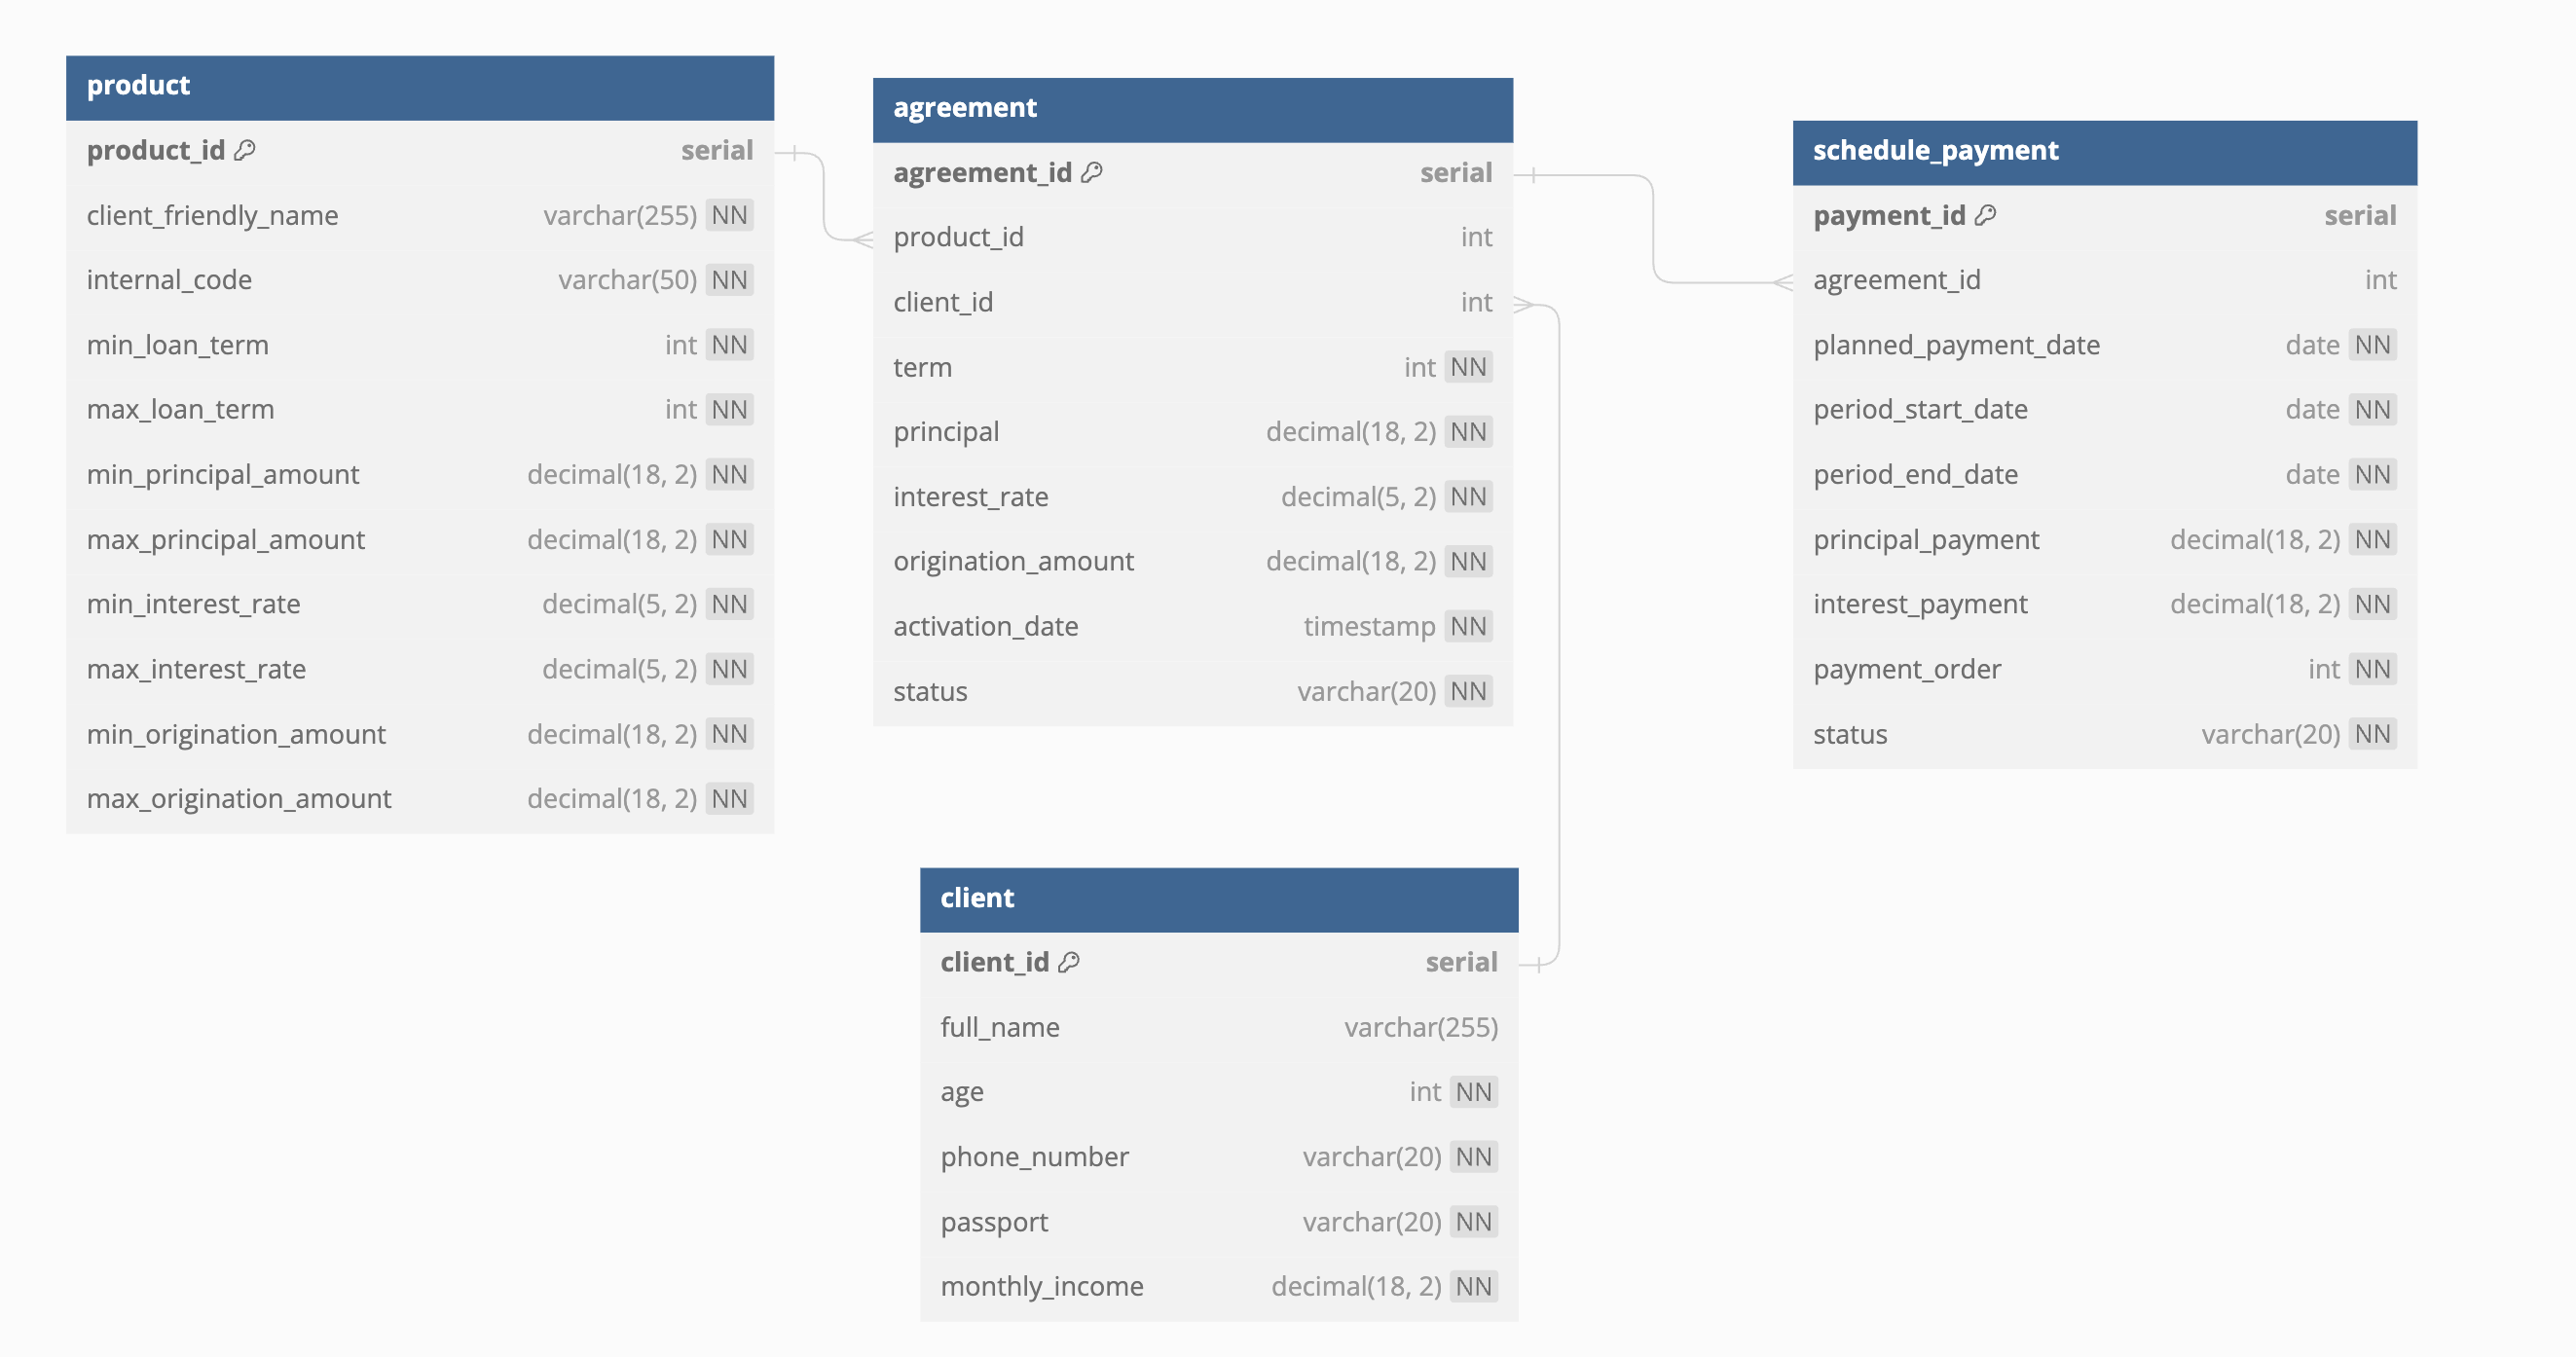 product
product_id serial
client_friendly_name varchar(255) NN
internal_code varchar(50) NN
min_loan_term int NN
max_loan_term int NN
min_principal_amount decimal(18, 2) NN
max_principal_amount decimal(18, 2) NN
min_interest_rate decimal(5, 2) NN
max_interest_rate decimal(5, 2) NN
min_origination_amount decimal(18, 2) NN
max_origination_amount decimal(18, 2) NN
agreement
agreement_id serial
product_id int
client_id int
term int NN
principal decimal(18, 2) NN
interest_rate decimal(5, 2) NN
origination_amount decimal(18, 2) NN
activation_date timestamp NN
status varchar(20) NN
schedule_payment
payment_id serial
agreement_id int
planned_payment_date date NN
period_start_date date NN
period_end_date date NN
principal_payment decimal(18, 2) NN
interest_payment decimal(18, 2) NN
payment_order int NN
status varchar(20) NN
client
client_id serial
full_name varchar(255)
age int NN
phone_number varchar(20) NN
passport varchar(20) NN
monthly_income decimal(18, 2) NN